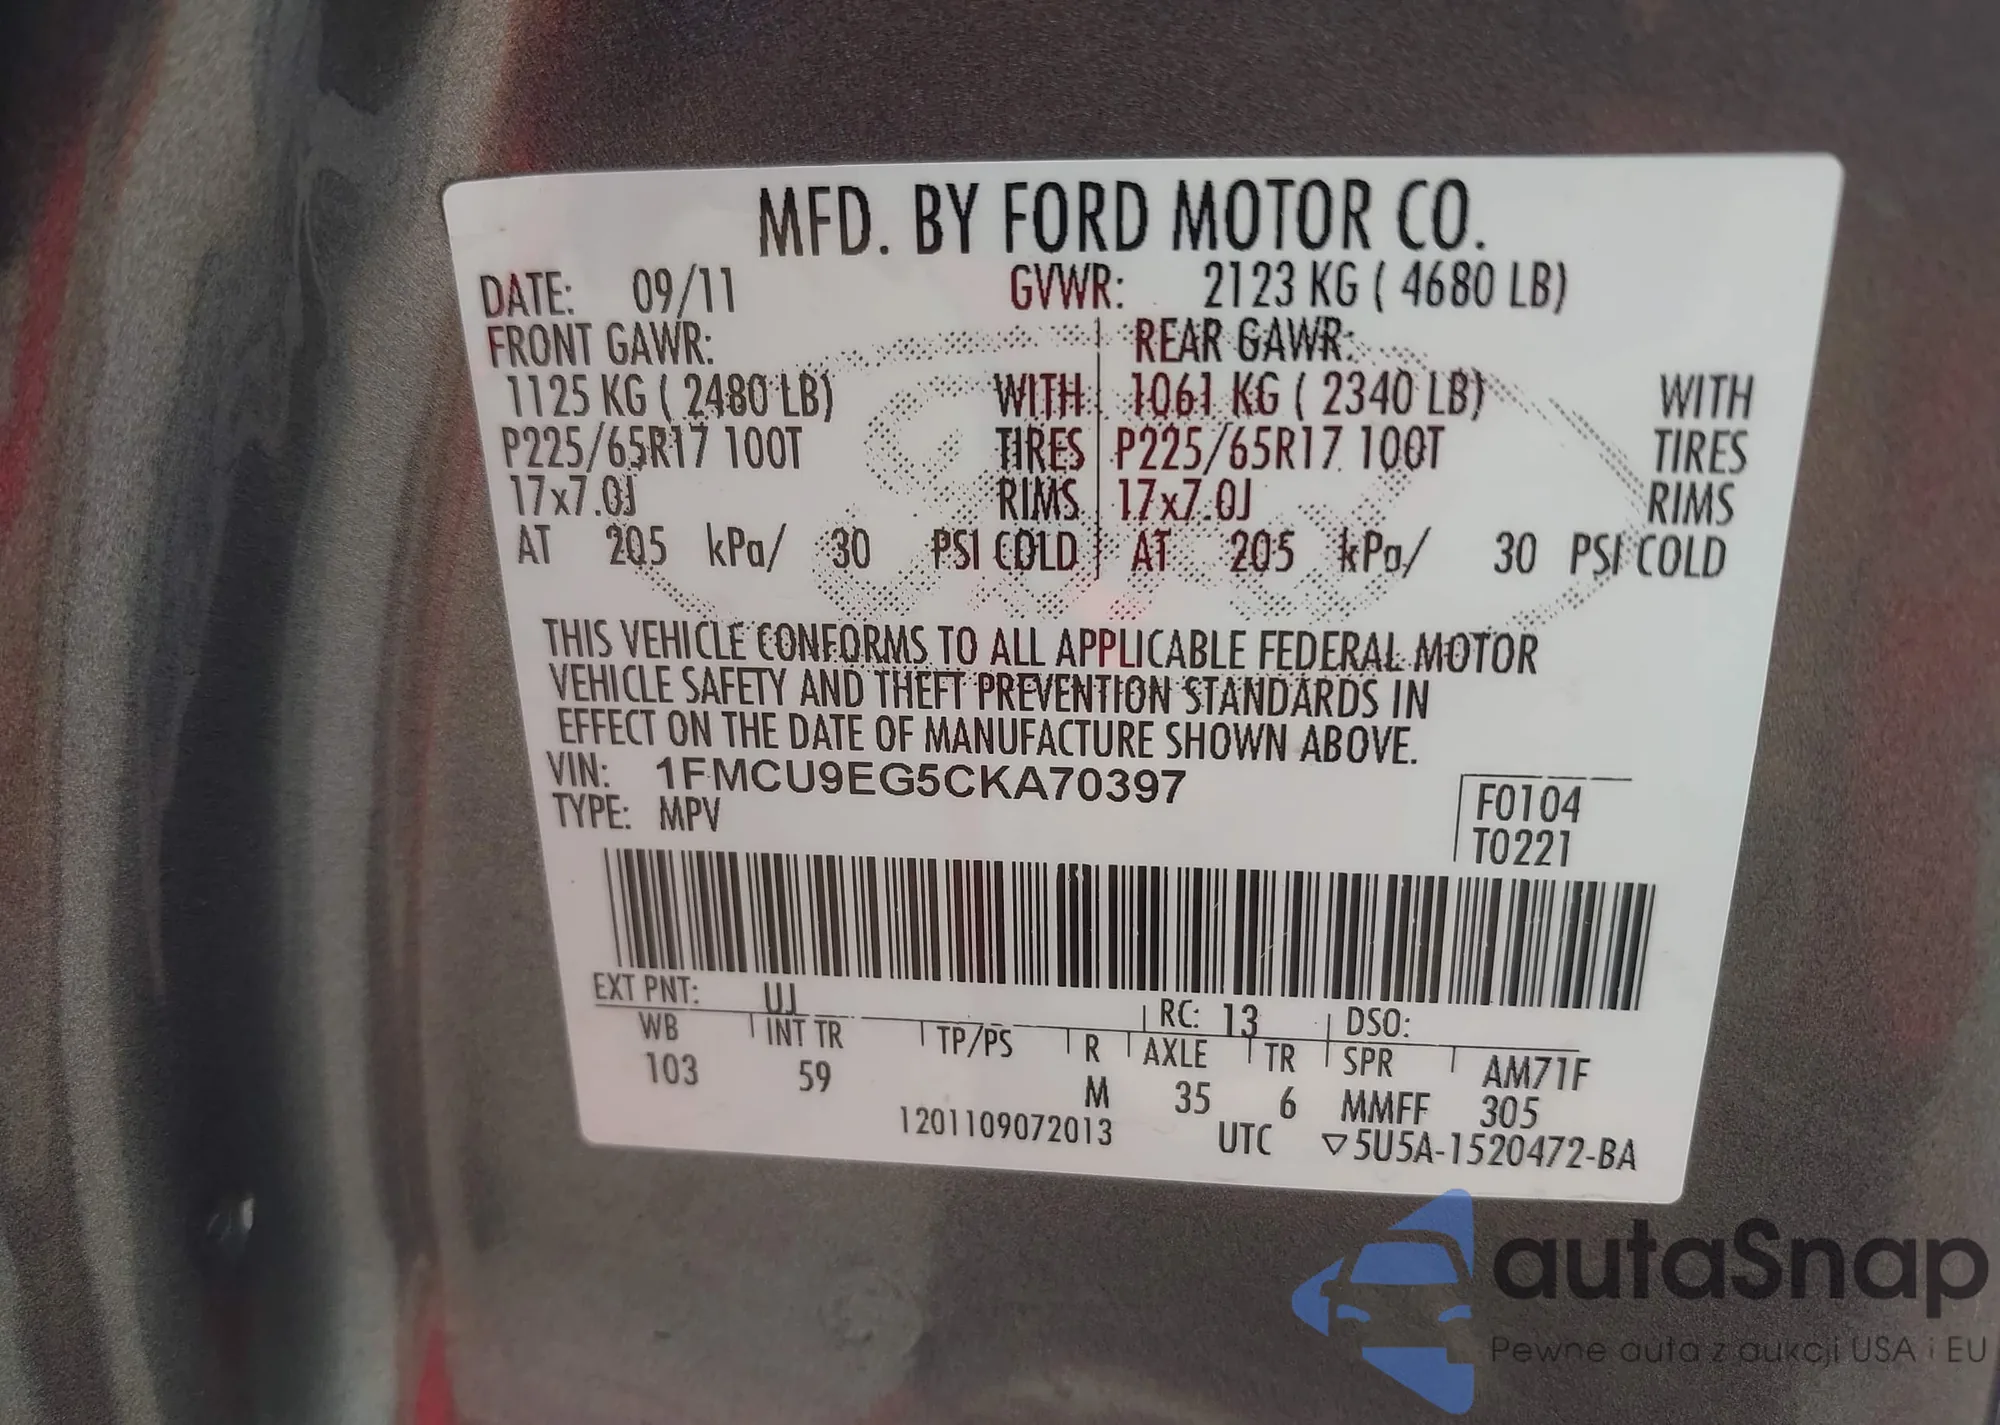 MFD. BY FORD MOTOR CO.
DATE: 09/11 GVWR: 2123 KG ( 4680 LB)
FRONT GAWR: REAR GAWR:
1125 KG ( 2480 LB) WITH 1061 KG ( 2340 LB) WITH
P225/65R17 100T TIRES P225/65R17 100T TIRES
17x7.0J RIMS 17x7.0J RIMS
AT 205 kPa/ 30 PSI COLD AT 205 kPa/ 30 PSI COLD
THIS VEHICLE CONFORMS TO ALL APPLICABLE FEDERAL MOTOR
VEHICLE SAFETY AND THEFT PREVENTION STANDARDS IN
EFFECT ON THE DATE OF MANUFACTURE SHOWN ABOVE.
VIN: 1FMCU9EG5CKA70397
TYPE: MPV
F0104
T0221
EXT PNT: UJ RC: 13 DSO:
WB INT TR TP/PS R AXLE TR SPR AM71F
103 59 M 35 6 MMFF 305
1201109072013 UTC ▽5U5A-1520472-BA
autaSnap
Pewne auta z aukcji USA i EU